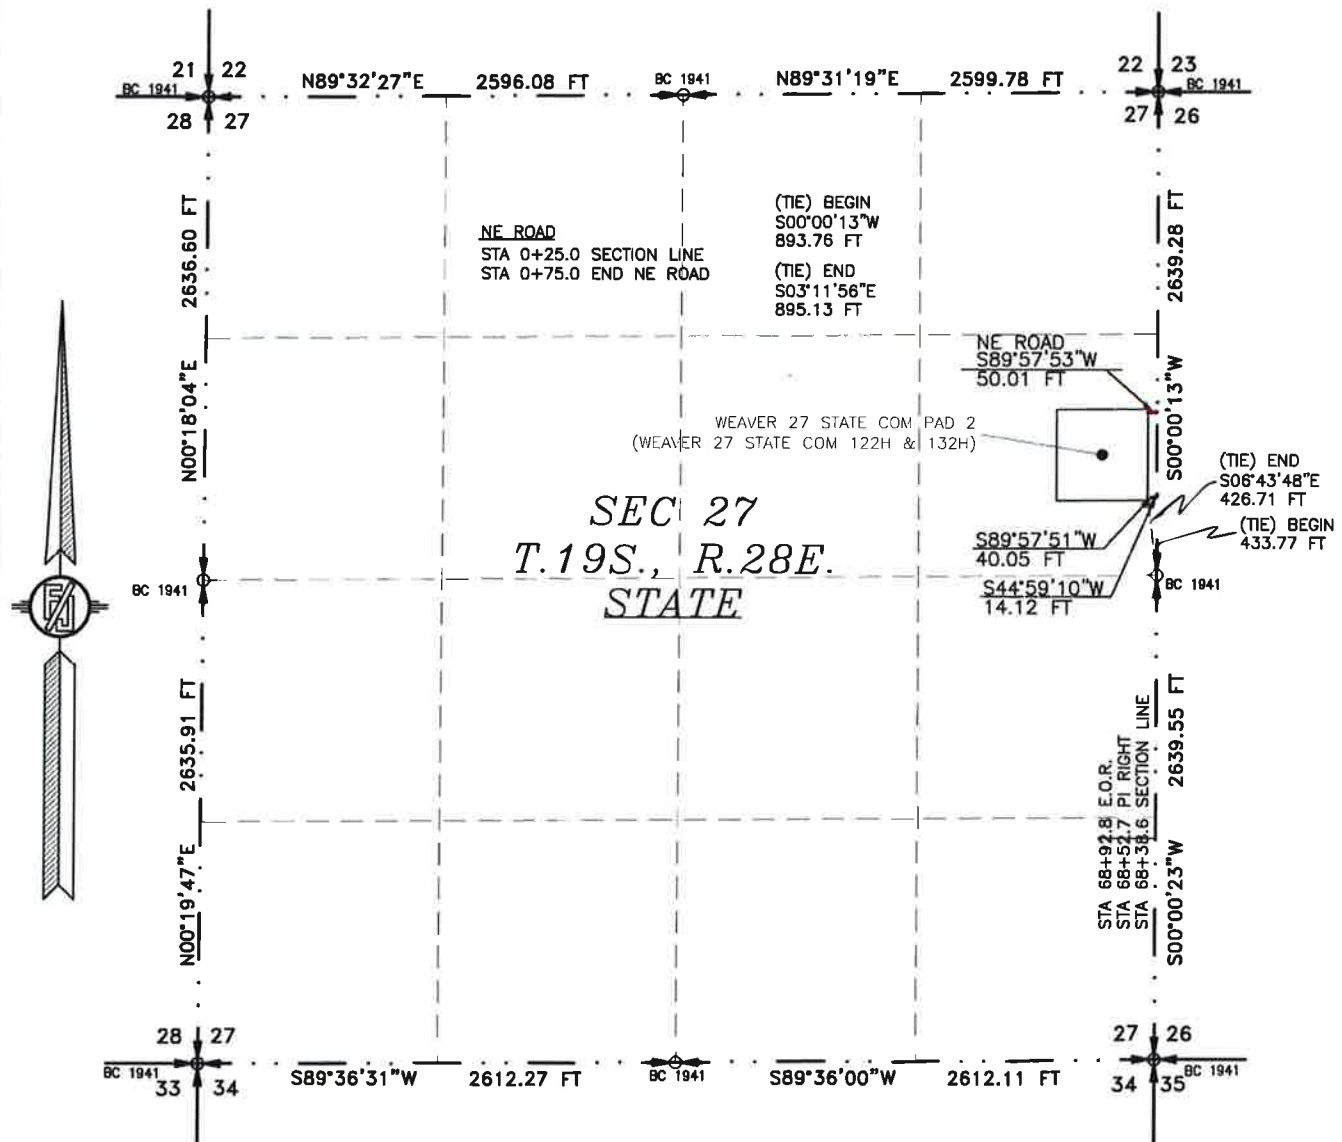 21 22
BC 1941
28 27
N89°32'27"E 2596.08 FT
BC 1941
N89°31'19"E 2599.78 FT
22 23
BC 1941
27 26
2636.60 FT
N00°18'04"E
NE ROAD
STA 0+25.0 SECTION LINE
STA 0+75.0 END NE ROAD
(TIE) BEGIN
S00°00'13"W
893.76 FT
(TIE) END
S03°11'56"E
895.13 FT
2639.28 FT
S00°00'13"W
NE ROAD
S89°57'53"W
50.01 FT
WEAVER 27 STATE COM PAD 2
(WEAVER 27 STATE COM 122H & 132H)
(TIE) END
S06°43'48"E
426.71 FT
(TIE) BEGIN
433.77 FT
SEC 27
T.19S., R.28E.
STATE
S89°57'51"W
40.05 FT
S44°59'10"W
14.12 FT
BC 1941
BC 1941
2635.91 FT
N00°19'47"E
STA 68+92.8 E.O.R.
STA 68+52.7 PI RIGHT
STA 68+38.6 SECTION LINE
2639.55 FT
S00°00'23"W
28 27
BC 1941
33 34
S89°36'31"W 2612.27 FT
BC 1941
S89°36'00"W 2612.11 FT
27 26
34 35
BC 1941